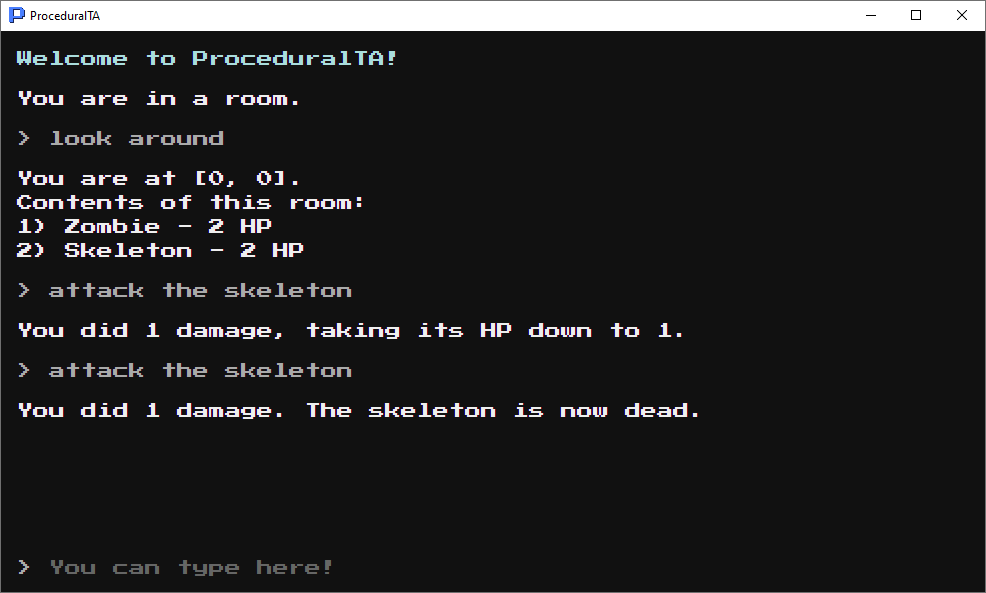 ProceduralTA
Welcome to ProceduralTA!
You are in a room.
> look around
You are at [0, 0].
Contents of this room:
1) Zombie - 2 HP
2) Skeleton - 2 HP
> attack the skeleton
You did 1 damage, taking its HP down to 1.
> attack the skeleton
You did 1 damage. The skeleton is now dead.
> You can type here!